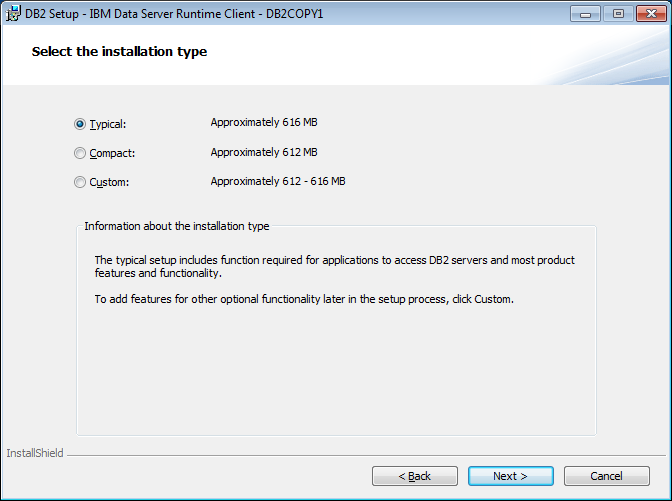 DB2 Setup - IBM Data Server Runtime Client - DB2COPY1
Select the installation type
Typical: Approximately 616 MB
Compact: Approximately 612 MB
Custom: Approximately 612 - 616 MB
Information about the installation type
The typical setup includes function required for applications to access DB2 servers and most product
features and functionality.
To add features for other optional functionality later in the setup process, click Custom.
InstallShield
< Back Next > Cancel